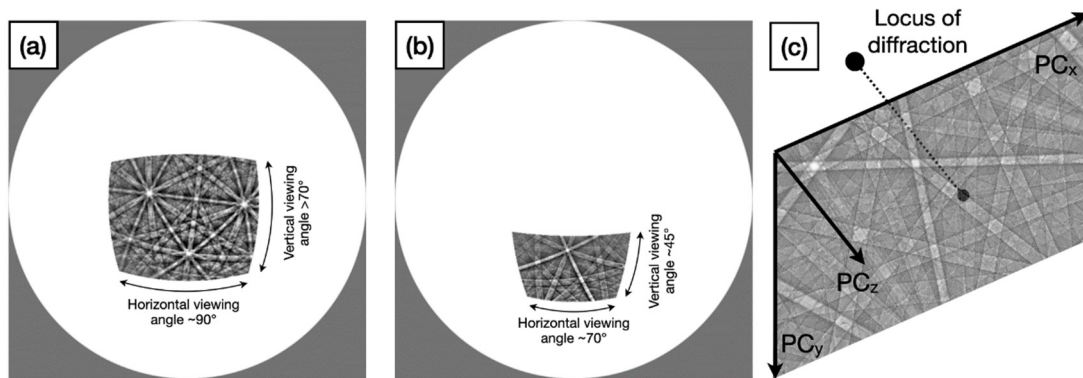 (a)
Vertical viewing
angle >70°
Horizontal viewing
angle ~90°
(b)
Vertical viewing
angle ~45°
Horizontal viewing
angle ~70°
(c)
Locus of
diffraction
PCx
PCz
PCy